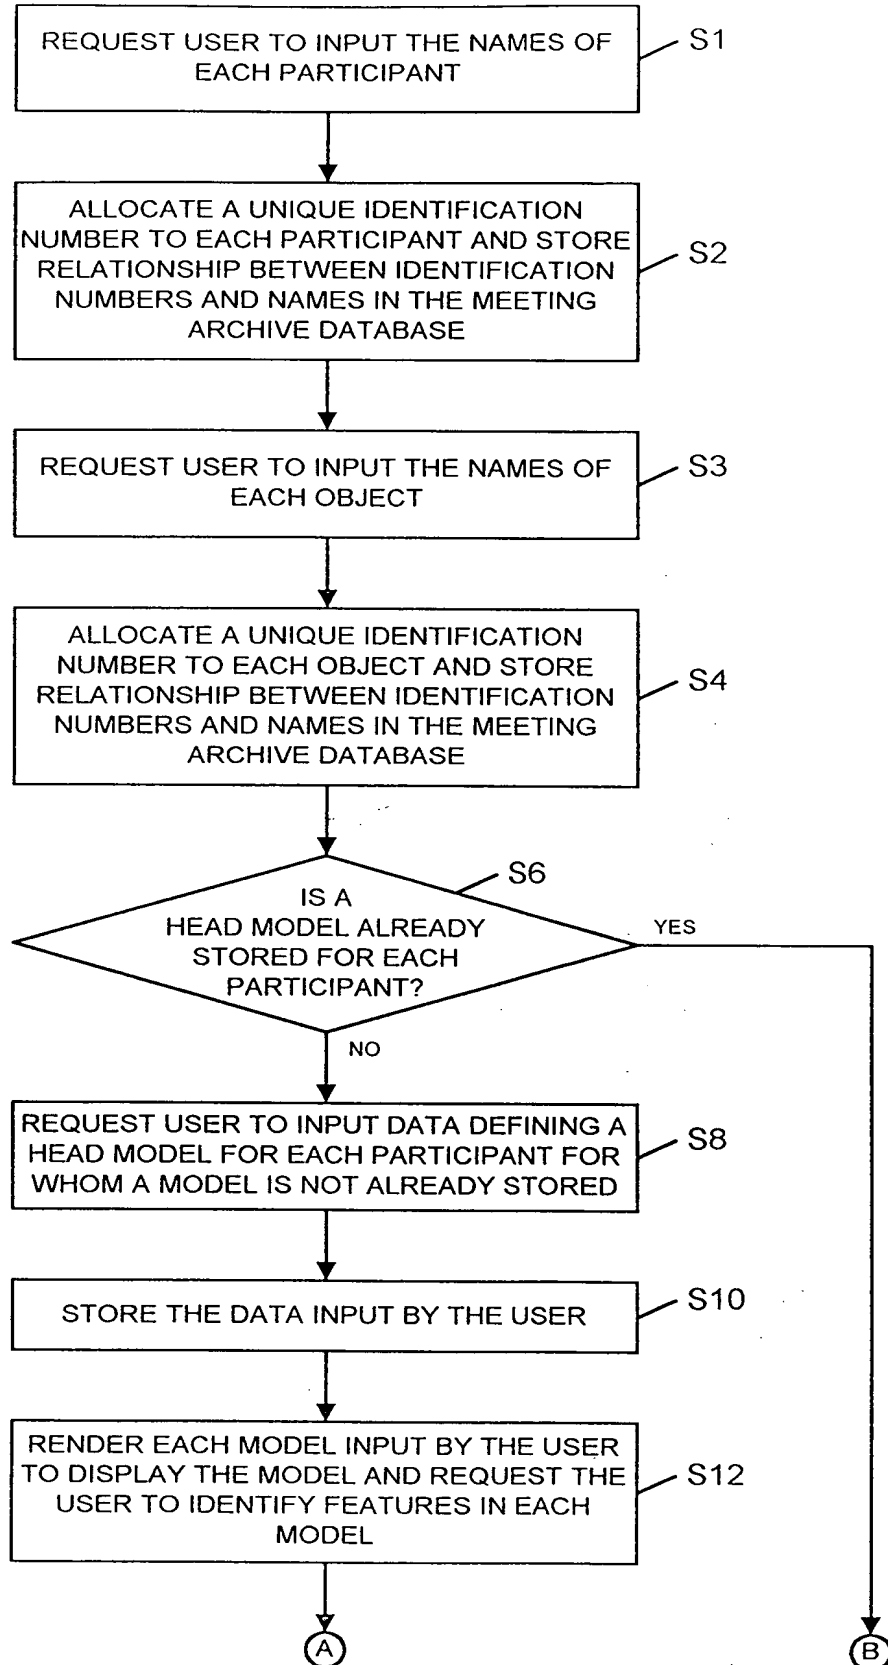 REQUEST USER TO INPUT THE NAMES OF
EACH PARTICIPANT
S1
ALLOCATE A UNIQUE IDENTIFICATION
NUMBER TO EACH PARTICIPANT AND STORE
RELATIONSHIP BETWEEN IDENTIFICATION
NUMBERS AND NAMES IN THE MEETING
ARCHIVE DATABASE
S2
REQUEST USER TO INPUT THE NAMES OF
EACH OBJECT
S3
ALLOCATE A UNIQUE IDENTIFICATION
NUMBER TO EACH OBJECT AND STORE
RELATIONSHIP BETWEEN IDENTIFICATION
NUMBERS AND NAMES IN THE MEETING
ARCHIVE DATABASE
S4
IS A
HEAD MODEL ALREADY
STORED FOR EACH
PARTICIPANT?
S6
YES
NO
REQUEST USER TO INPUT DATA DEFINING A
HEAD MODEL FOR EACH PARTICIPANT FOR
WHOM A MODEL IS NOT ALREADY STORED
S8
STORE THE DATA INPUT BY THE USER
S10
RENDER EACH MODEL INPUT BY THE USER
TO DISPLAY THE MODEL AND REQUEST THE
USER TO IDENTIFY FEATURES IN EACH
MODEL
S12
A
B